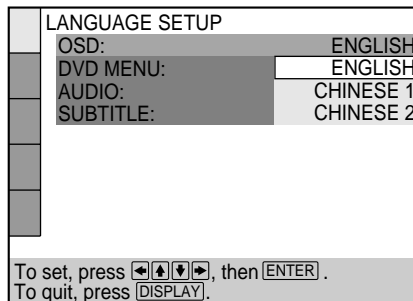 LANGUAGE SETUP
OSD: ENGLISH
DVD MENU: ENGLISH
AUDIO: CHINESE 1
SUBTITLE: CHINESE 2
To set, press ←↑↓→, then ENTER.
To quit, press DISPLAY.